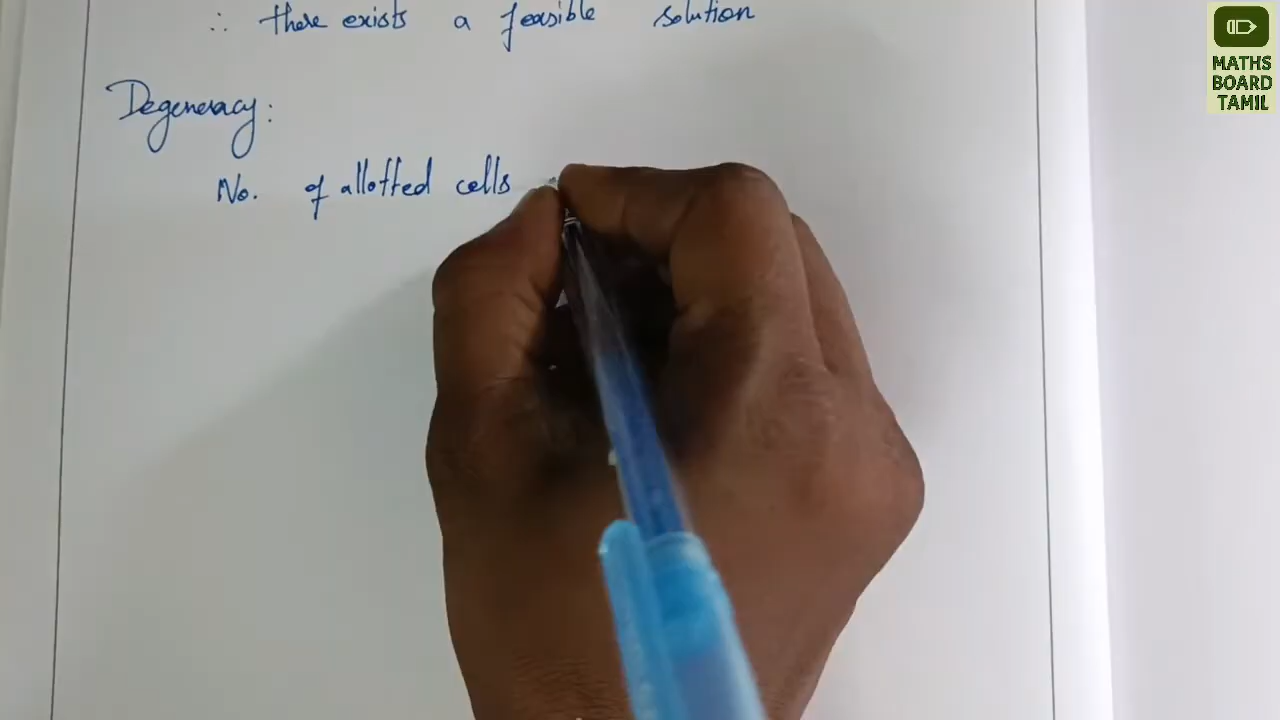 ∴ there exists a feasible solution
Degeneracy:
No. of allotted cells
MATHS
BOARD
TAMIL